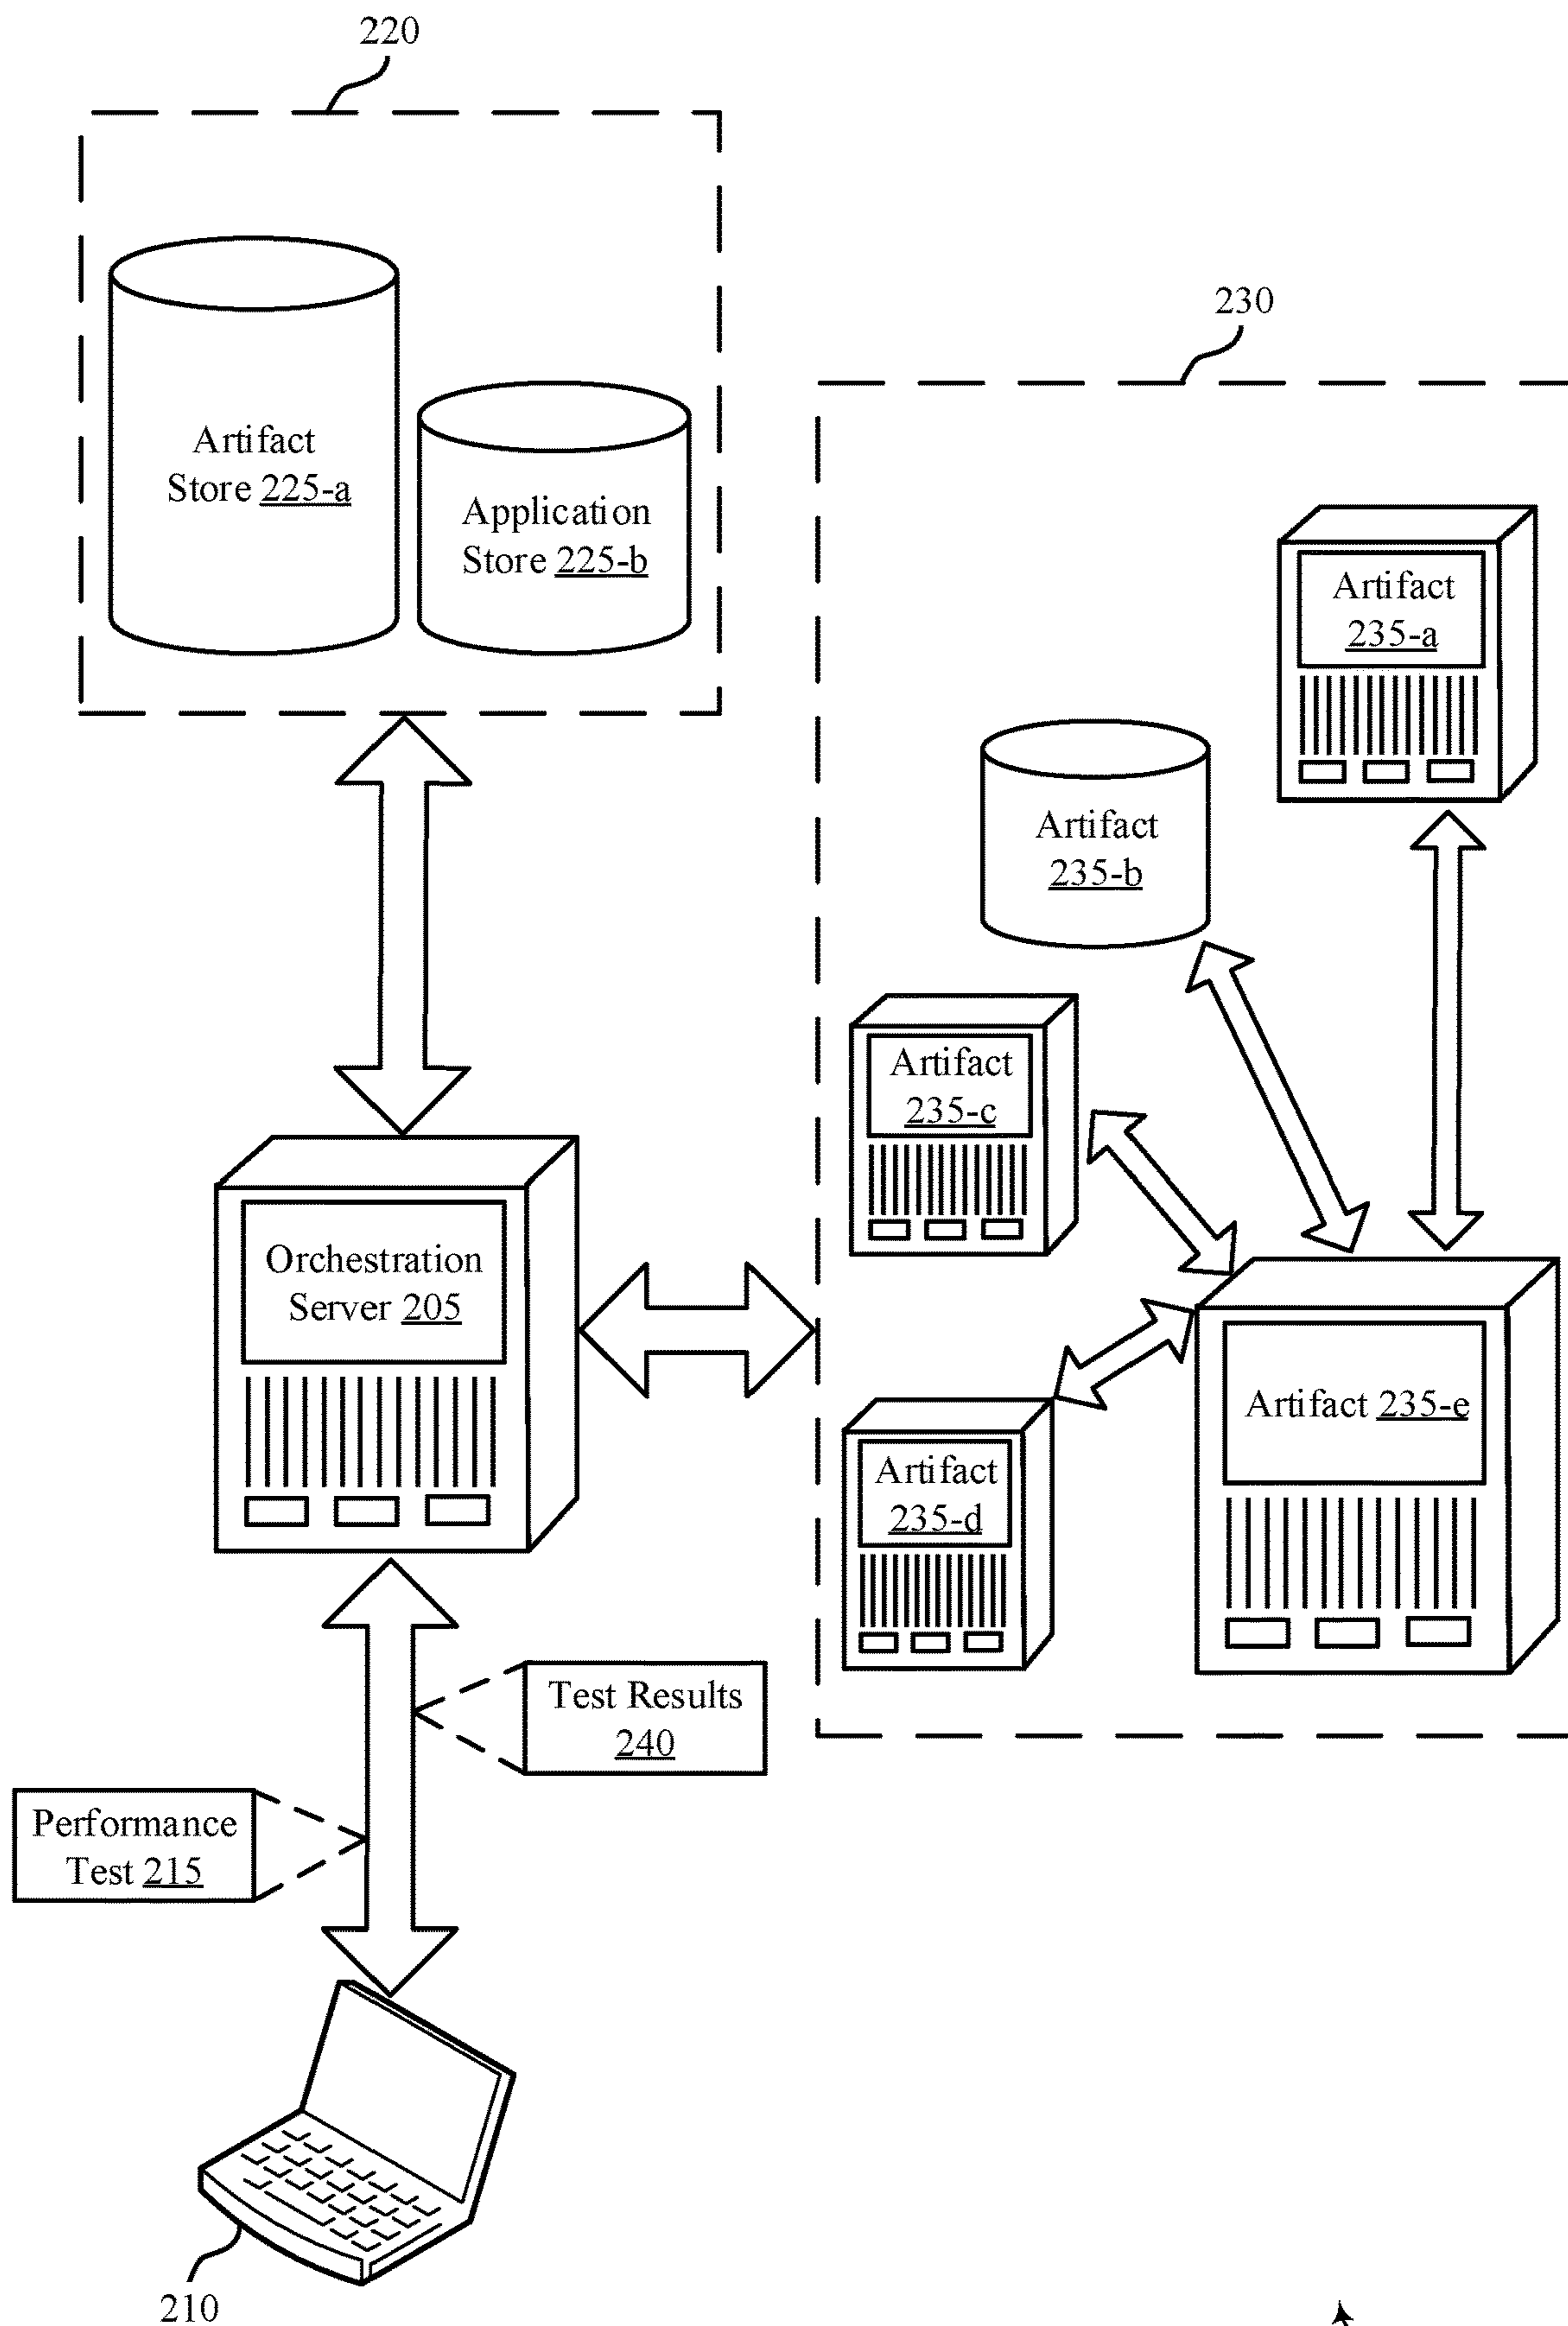 220
Artifact
Store 225-a
Application
Store 225-b
230
Artifact
235-a
Artifact
235-b
Artifact
235-c
Orchestration
Server 205
Artifact 235-e
Artifact
235-d
Test Results
240
Performance
Test 215
210